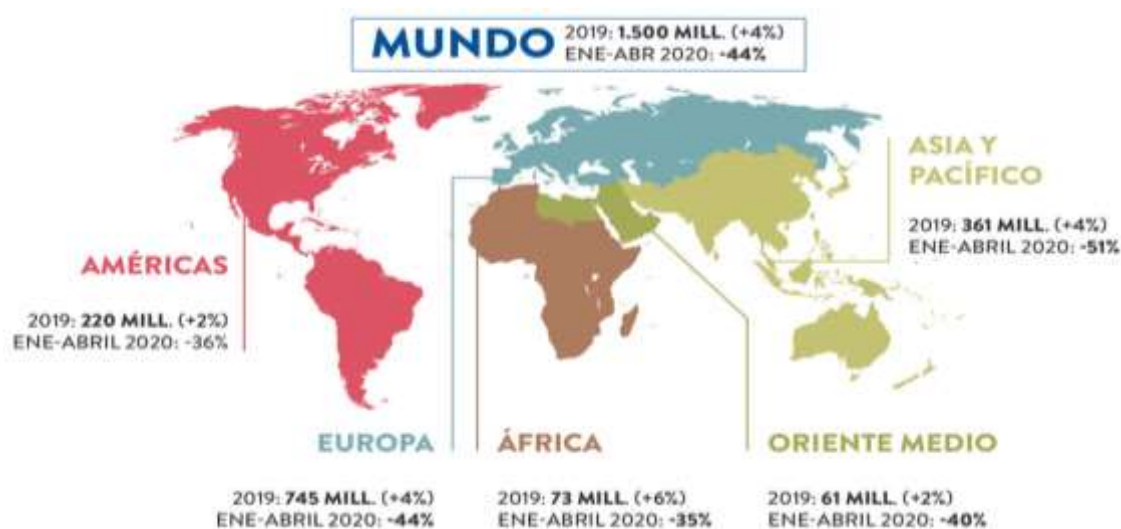 MUNDO
2019: 1.500 MILL. (+4%)
ENE-ABR 2020: -44%
ASIA Y
PACÍFICO
2019: 361 MILL. (+4%)
ENE-ABRIL 2020: -51%
AMÉRICAS
2019: 220 MILL. (+2%)
ENE-ABRIL 2020: -36%
EUROPA
2019: 745 MILL. (+4%)
ENE-ABRIL 2020: -44%
ÁFRICA
2019: 73 MILL. (+6%)
ENE-ABRIL 2020: -35%
ORIENTE MEDIO
2019: 61 MILL. (+2%)
ENE-ABRIL 2020: -40%